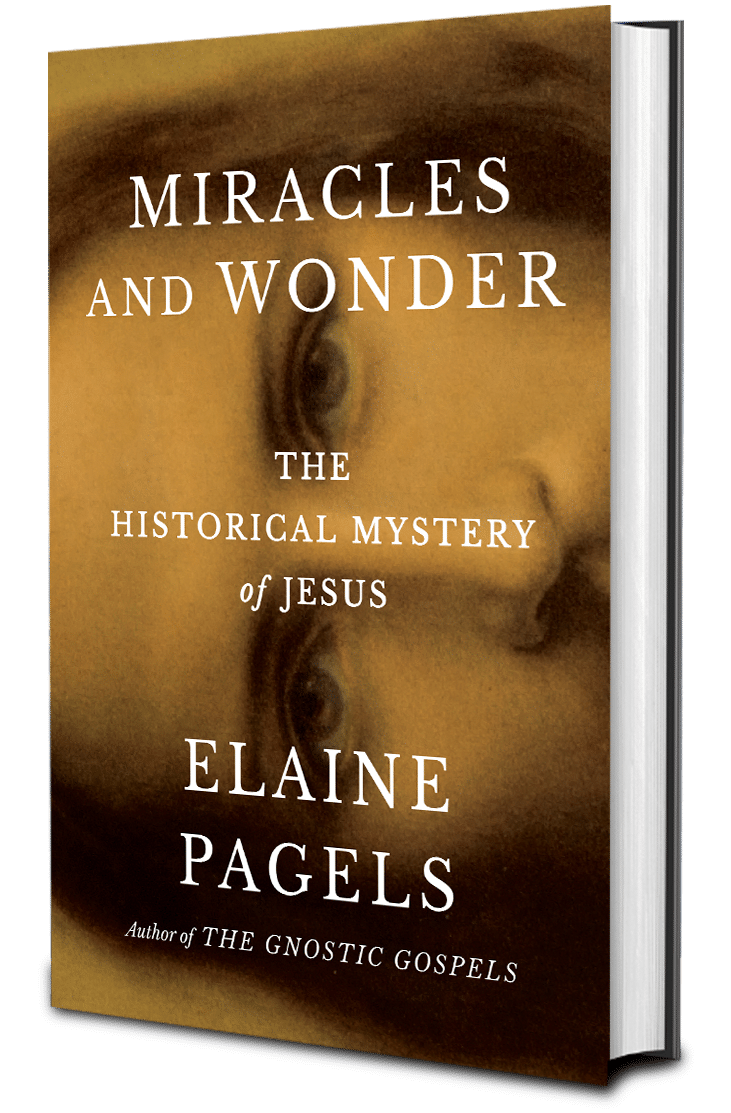 MIRACLES
AND WONDER
THE
HISTORICAL MYSTERY
of JESUS
ELAINE
PAGELS
Author of THE GNOSTIC GOSPELS